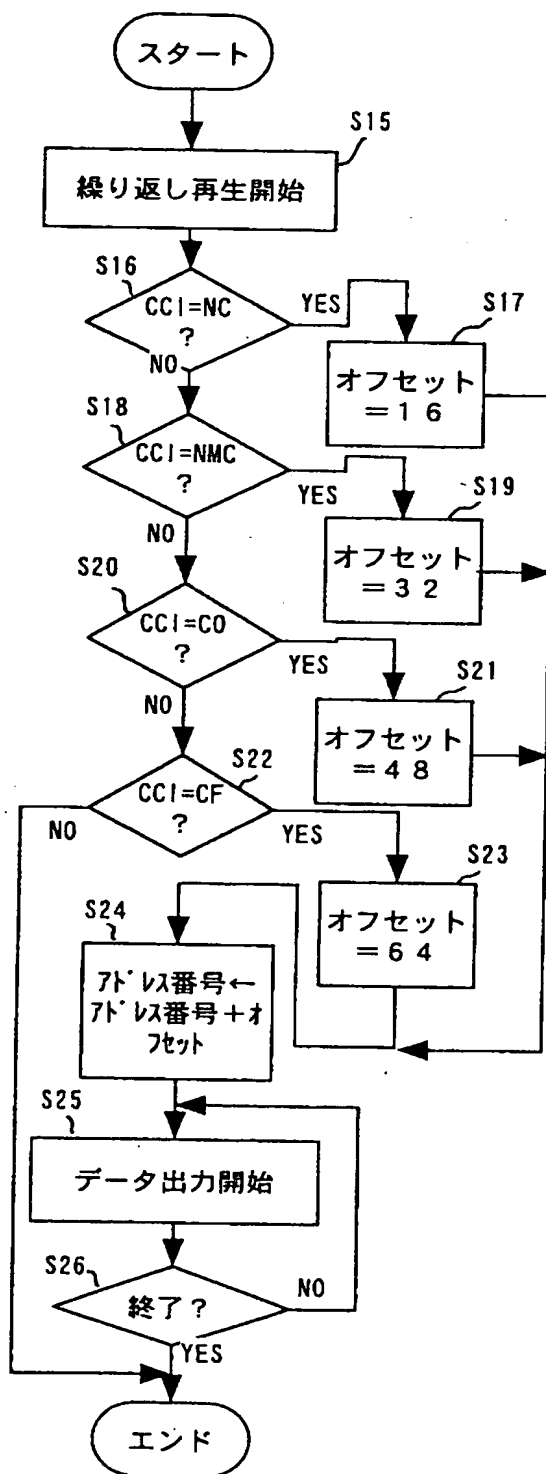 スタート
S15
繰り返し再生開始
S16
CCI=NC
?
YES
NO
S17
オフセット
=16
S18
CCI=NMC
?
YES
NO
S19
オフセット
=32
S20
CCI=CO
?
YES
NO
S21
オフセット
=48
S22
CCI=CF
?
NO
YES
S23
オフセット
=64
S24
アドレス番号←
アドレス番号+オ
フセット
S25
データ出力開始
S26
終了?
NO
YES
エンド